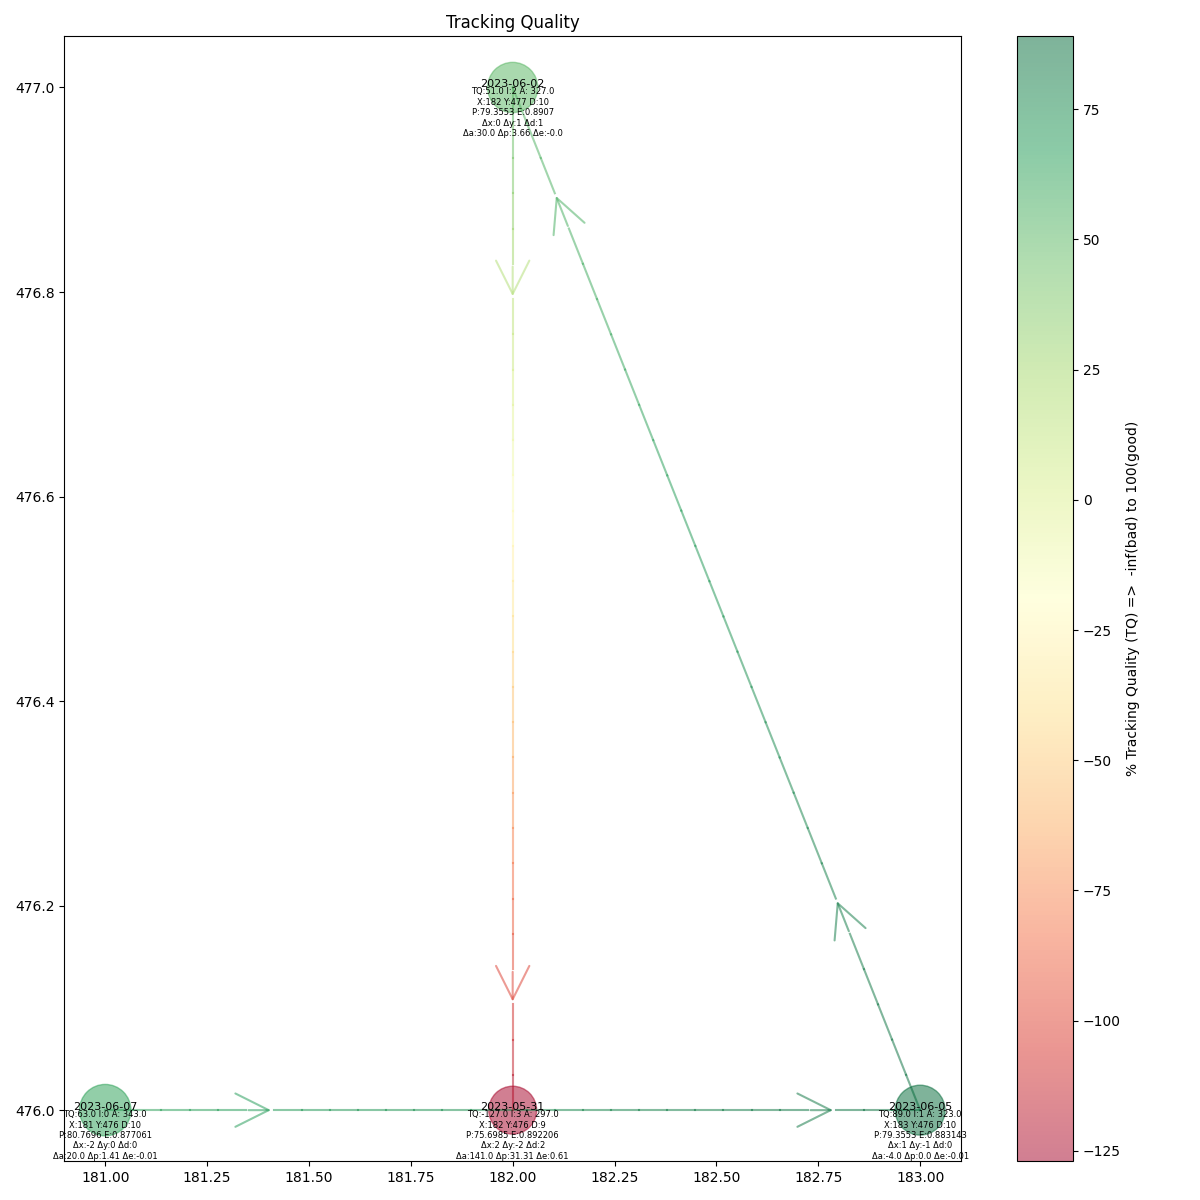 Tracking Quality
477.0
476.8
476.6
476.4
476.2
476.0
2023-06-02
TQ:51.0 I:2 A: 327.0
X:182 Y:477 D:10
P:79.3553 E:0.8907
Δx:0 Δy:1 Δd:1
Δa:30.0 Δp:3.66 Δe:-0.0
2023-06-07
TQ:63.0 I:0 A: 343.0
X:181 Y:476 D:10
P:80.7696 E:0.877061
Δx:-2 Δy:0 Δd:0
Δa:20.0 Δp:1.41 Δe:-0.01
2023-05-31
TQ:-127.0 I:3 A: 297.0
X:182 Y:476 D:9
P:75.6985 E:0.892206
Δx:2 Δy:-2 Δd:2
Δa:141.0 Δp:31.31 Δe:0.61
2023-06-05
TQ:89.0 I:1 A: 323.0
X:183 Y:476 D:10
P:79.3553 E:0.883143
Δx:1 Δy:-1 Δd:0
Δa:-4.0 Δp:0.0 Δe:-0.01
181.00 181.25 181.50 181.75 182.00 182.25 182.50 182.75 183.00
75
50
25
0
−25
−50
−75
−100
−125
% Tracking Quality (TQ) => -inf(bad) to 100(good)